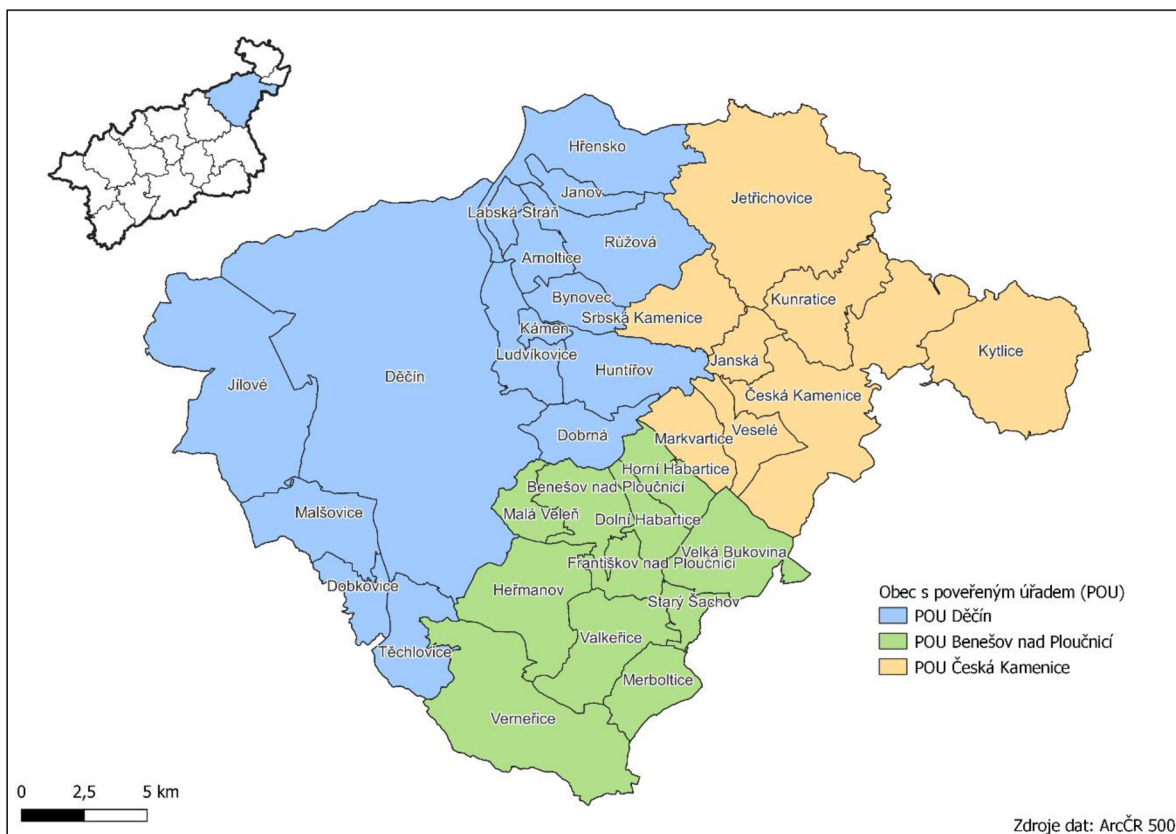 Hřensko
Janov
Jetřichovice
Labská Stráň
Růžová
Arnoltice
Bynovec
Kunratice
Srbská Kamenice
Kámen
Ludvíkovice
Janská
Kytlice
Huntířov
Děčín
Jílové
Česká Kamenice
Dobrná
Markvartice
Veselé
Horní Habartice
Benešov nad Ploučnicí
Malšovice
Malá Veleň
Dolní Habartice
Velká Bukovina
Františkov nad Ploučnicí
Dobkovice
Heřmanov
Starý Šachov
Valkeřice
Těchlovice
Merboltice
Verneřice
Obec s pověřeným úřadem (POU)
POU Děčín
POU Benešov nad Ploučnicí
POU Česká Kamenice
0 2,5 5 km
Zdroje dat: ArcČR 500